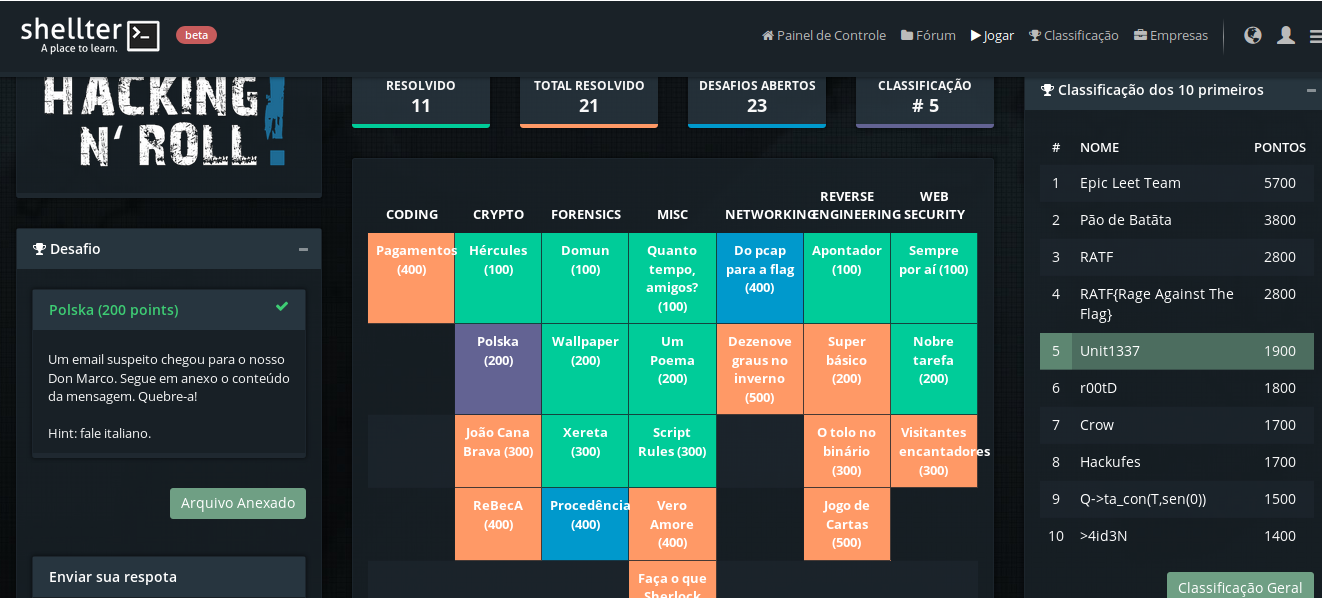 shellter
A place to learn.
beta
Painel de Controle
Fórum
Jogar
Classificação
Empresas
HACKING
N' ROLL!
Desafio
Polska (200 points)
Um email suspeito chegou para o nosso
Don Marco. Segue em anexo o conteúdo
da mensagem. Quebre-a!
Hint: fale italiano.
Arquivo Anexado
Enviar sua respota
RESOLVIDO
11
TOTAL RESOLVIDO
21
DESAFIOS ABERTOS
23
CLASSIFICAÇÃO
# 5
CODING
CRYPTO
FORENSICS
MISC
NETWORKING
REVERSE
ENGINEERING
WEB
SECURITY
Pagamentos
(400)
Hércules
(100)
Domun
(100)
Quanto
tempo,
amigos?
(100)
Do pcap
para a flag
(400)
Apontador
(100)
Sempre
por aí (100)
Polska
(200)
Wallpaper
(200)
Um
Poema
(200)
Dezenove
graus no
inverno
(500)
Super
básico
(200)
Nobre
tarefa
(200)
João Cana
Brava (300)
Xereta
(300)
Script
Rules (300)
O tolo no
binário
(300)
Visitantes
encantadores
(300)
ReBecA
(400)
Procedência
(400)
Vero
Amore
(400)
Jogo de
Cartas
(500)
Faça o que
Sherlock
Classificação dos 10 primeiros
# NOME PONTOS
1 Epic Leet Team 5700
2 Pão de Batãta 3800
3 RATF 2800
4 RATF{Rage Against The 2800
Flag}
5 Unit1337 1900
6 r00tD 1800
7 Crow 1700
8 Hackufes 1700
9 Q->ta_con(T,sen(0)) 1500
10 >4id3N 1400
Classificação Geral